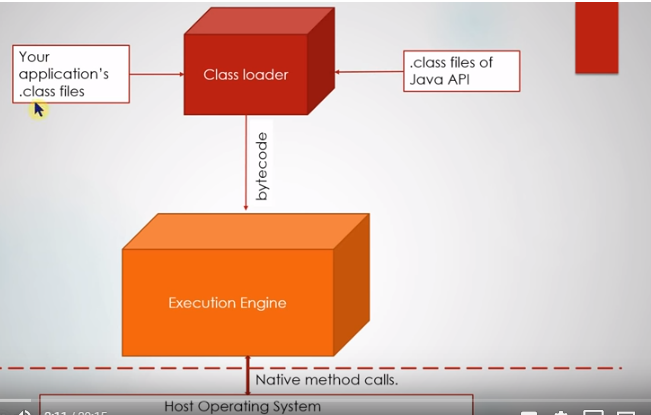 Your
application's
.class files
Class loader
.class files of
Java API
bytecode
Execution Engine
Native method calls.
Host Operating System